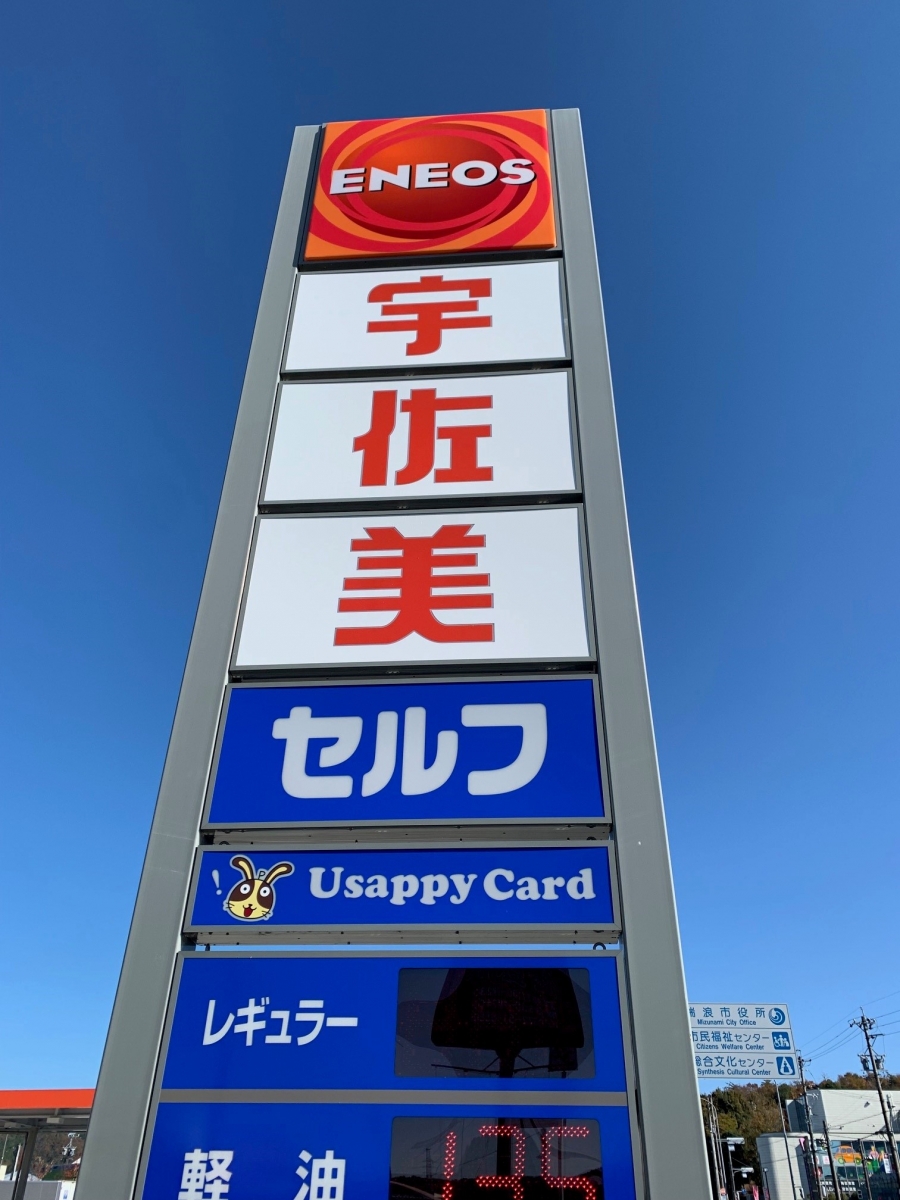 ENEOS
宇
佐
美
セルフ
! P Usappy Card
レギュラー
軽油 135
浪市役所
Mizunami City Office
市民福祉センター
Citizens Welfare Center
総合文化センター
Synthesis Cultural Center